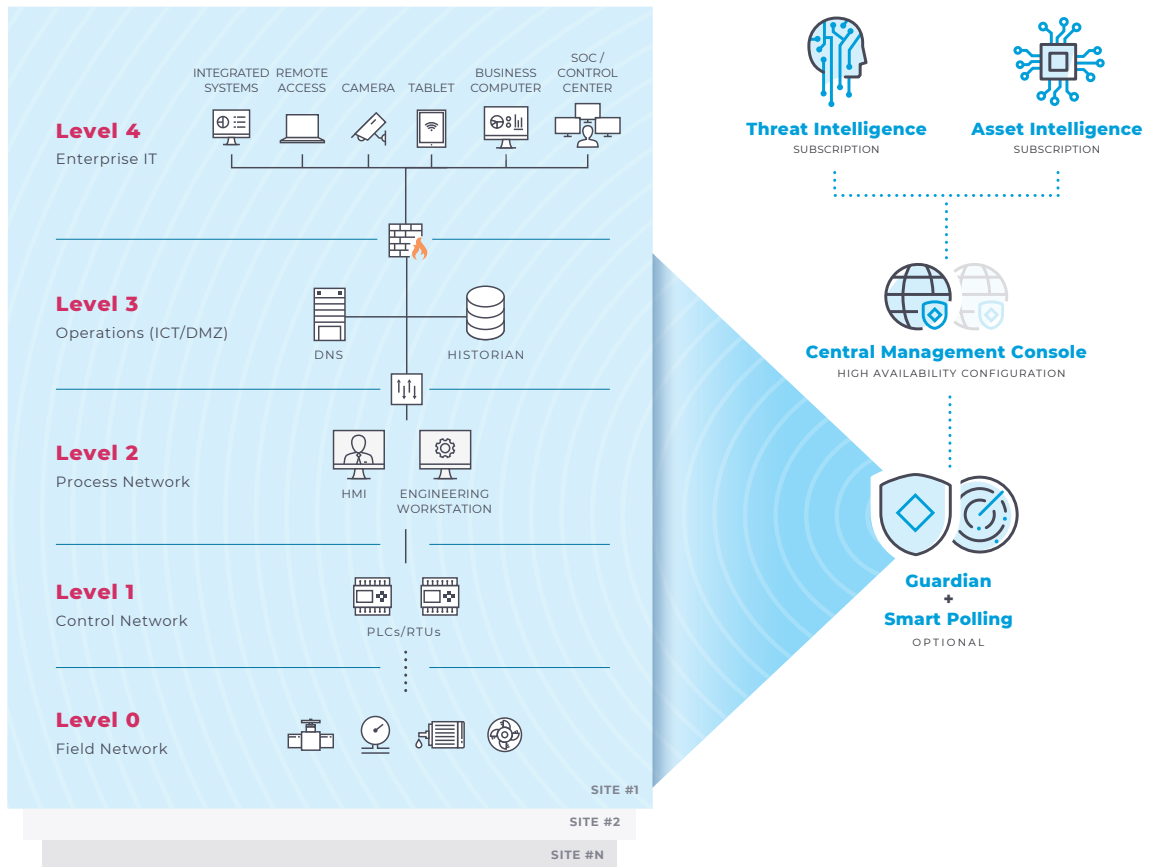 INTEGRATED
SYSTEMS
REMOTE
ACCESS
CAMERA
TABLET
BUSINESS
COMPUTER
SOC /
CONTROL
CENTER
Level 4
Enterprise IT
Level 3
Operations (ICT/DMZ)
DNS
HISTORIAN
Level 2
Process Network
HMI
ENGINEERING
WORKSTATION
Level 1
Control Network
PLCs/RTUs
Level 0
Field Network
SITE #1
SITE #2
SITE #N
Threat Intelligence
SUBSCRIPTION
Asset Intelligence
SUBSCRIPTION
Central Management Console
HIGH AVAILABILITY CONFIGURATION
Guardian
+
Smart Polling
OPTIONAL